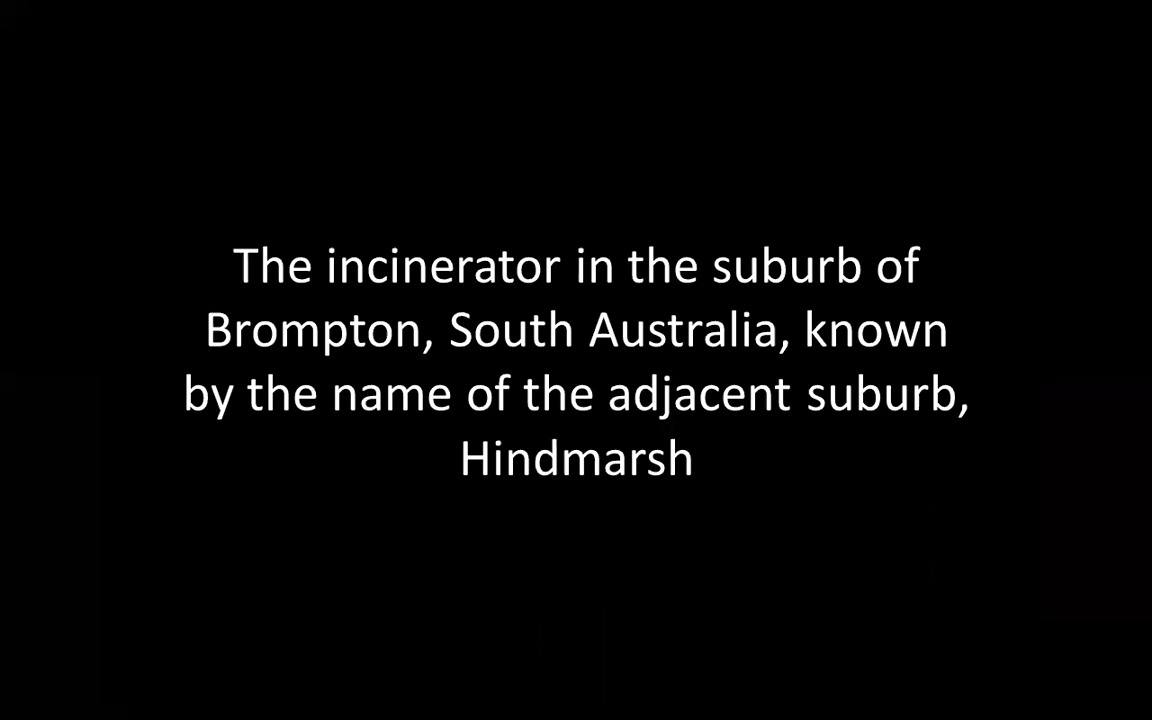 The incinerator in the suburb of
Brompton, South Australia, known
by the name of the adjacent suburb,
Hindmarsh